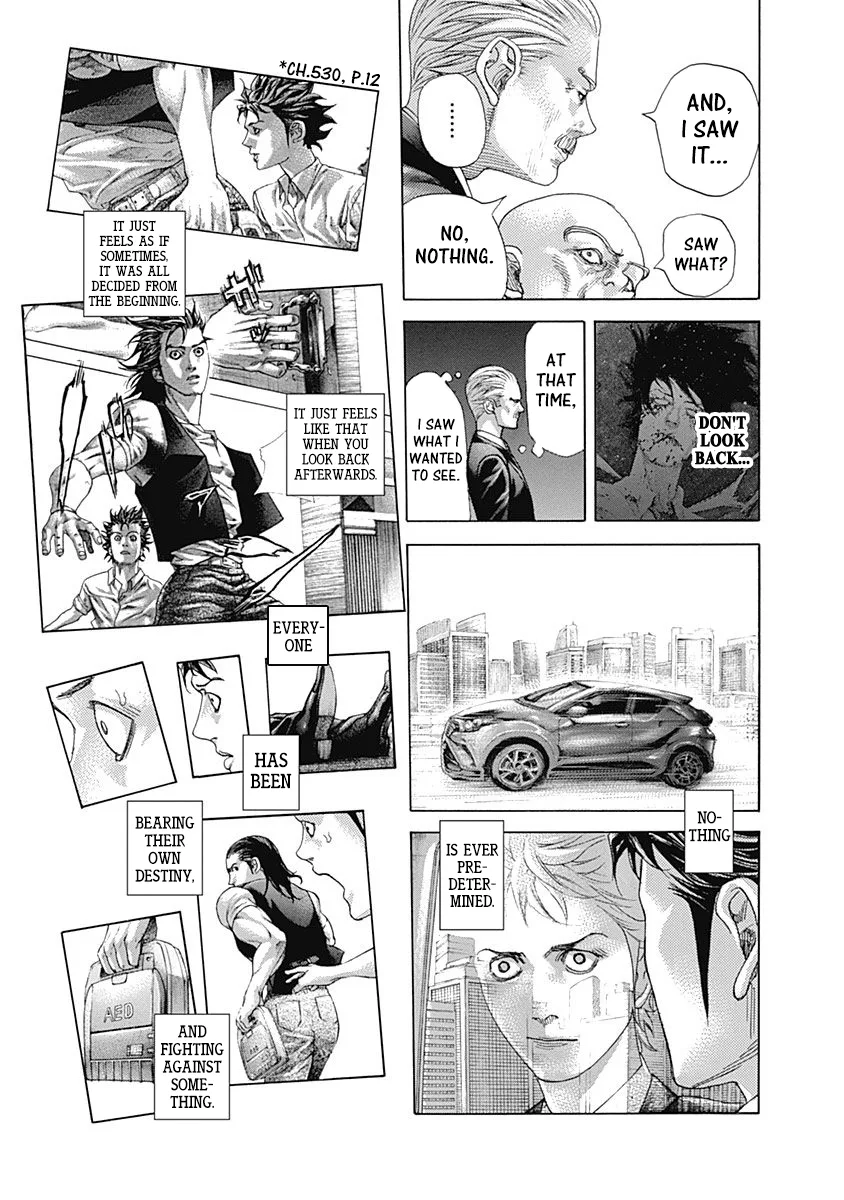 AND,
I SAW
IT...
SAW
WHAT?
......
NO,
NOTHING.
DON'T
LOOK
BACK...
AT
THAT
TIME,
I SAW
WHAT I
WANTED
TO SEE.
NO-
THING
IS EVER
PRE-
DETER-
MINED.
*CH.530, P.12
IT JUST
FEELS AS IF
SOMETIMES,
IT WAS ALL
DECIDED FROM
THE BEGINNING.
IT JUST FEELS
LIKE THAT
WHEN YOU
LOOK BACK
AFTERWARDS.
EVERY-
ONE
HAS
BEEN
BEARING
THEIR
OWN
DESTINY,
AED
AND
FIGHTING
AGAINST
SOME-
THING.